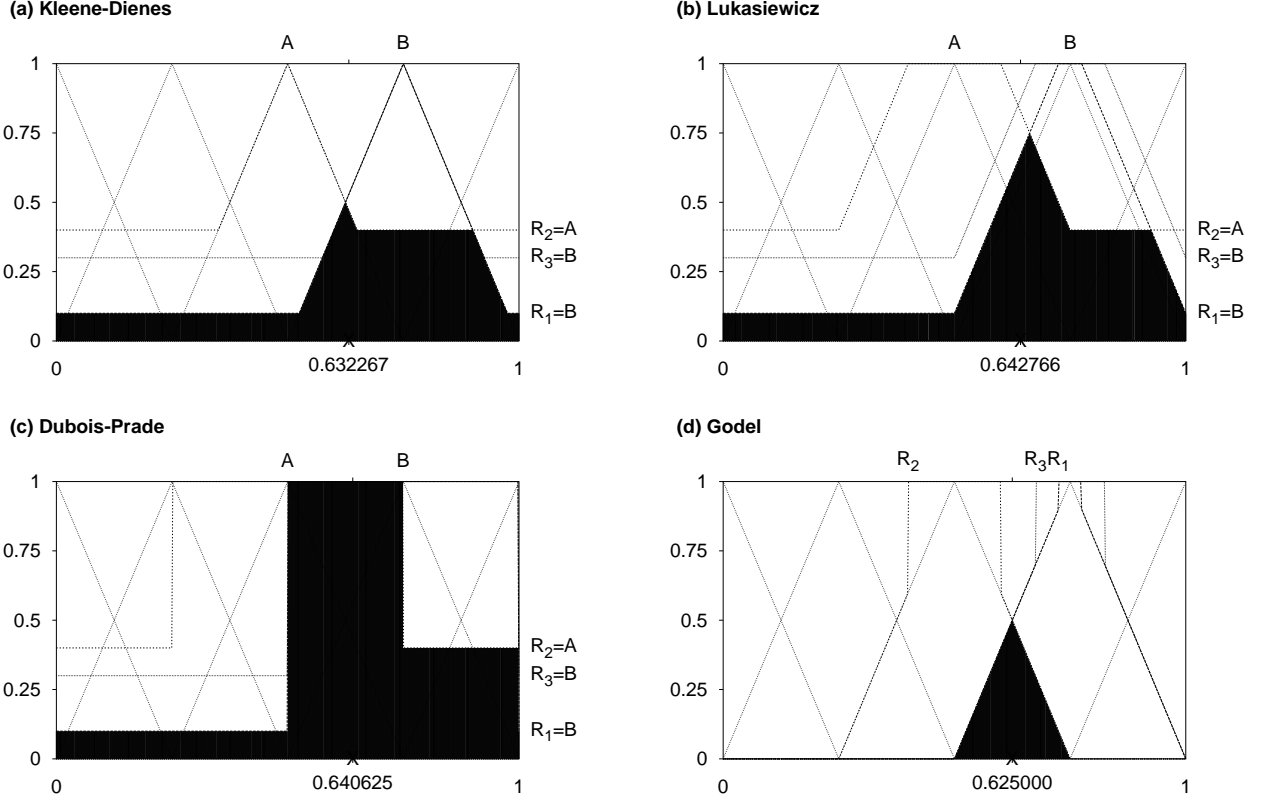 (a) Kleene-Dienes
A B
1
0.75
0.5
R₂=A
R₃=B
0.25
R₁=B
0
0.632267
0 1
(b) Lukasiewicz
A B
1
0.75
0.5
R₂=A
R₃=B
0.25
R₁=B
0
0.642766
0 1
(c) Dubois-Prade
A B
1
0.75
0.5
R₂=A
R₃=B
0.25
R₁=B
0
0.640625
0 1
(d) Godel
R₂ R₃R₁
1
0.75
0.5
0.25
0
0.625000
0 1